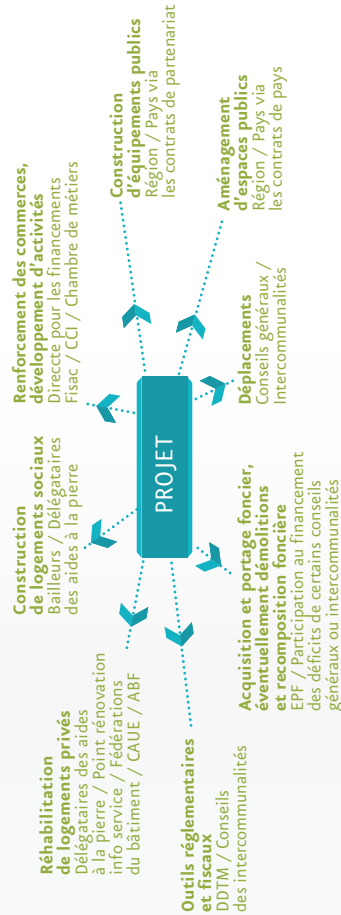 Réhabilitation
de logements privés
Délégataires des aides
à la pierre / Point rénovation
info service / Fédérations
du bâtiment / CAUE / ABF
Construction
de logements sociaux
Bailleurs / Délégataires
des aides à la pierre
Renforcement des commerces,
développement d'activités
Direccte pour les financements
Fisac / CCI / Chambre de métiers
Construction
d'équipements publics
Région / Pays via
les contrats de partenariat
PROJET
Outils réglementaires
et fiscaux
DDTM / Conseils
des intercommunalités
Acquisition et portage foncier,
éventuellement démolitions
et recomposition foncière
EPF / Participation au financement
des déficits de certains conseils
généraux ou intercommunalités
Déplacements
Conseils généraux /
Intercommunalités
Aménagement
d'espaces publics
Région / Pays via
les contrats de pays